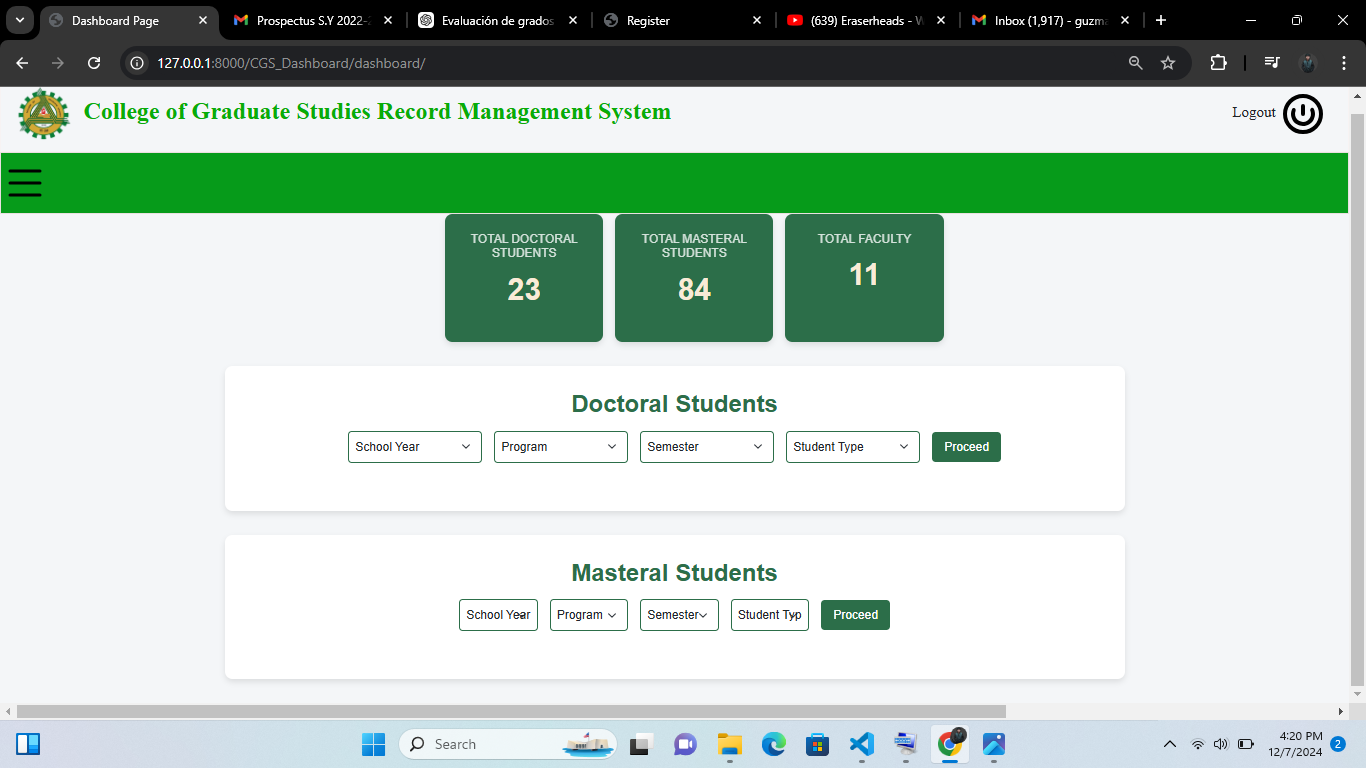 Dashboard Page
Prospectus S.Y 2022-2
Evaluación de grados
Register
(639) Eraserheads - W
Inbox (1,917) - guzma
127.0.0.1:8000/CGS_Dashboard/dashboard/
College of Graduate Studies Record Management System
Logout
TOTAL DOCTORAL
STUDENTS
23
TOTAL MASTERAL
STUDENTS
84
TOTAL FACULTY
11
Doctoral Students
School Year
Program
Semester
Student Type
Proceed
Masteral Students
School Year
Program
Semester
Student Typ
Proceed
Search
4:20 PM
12/7/2024
2